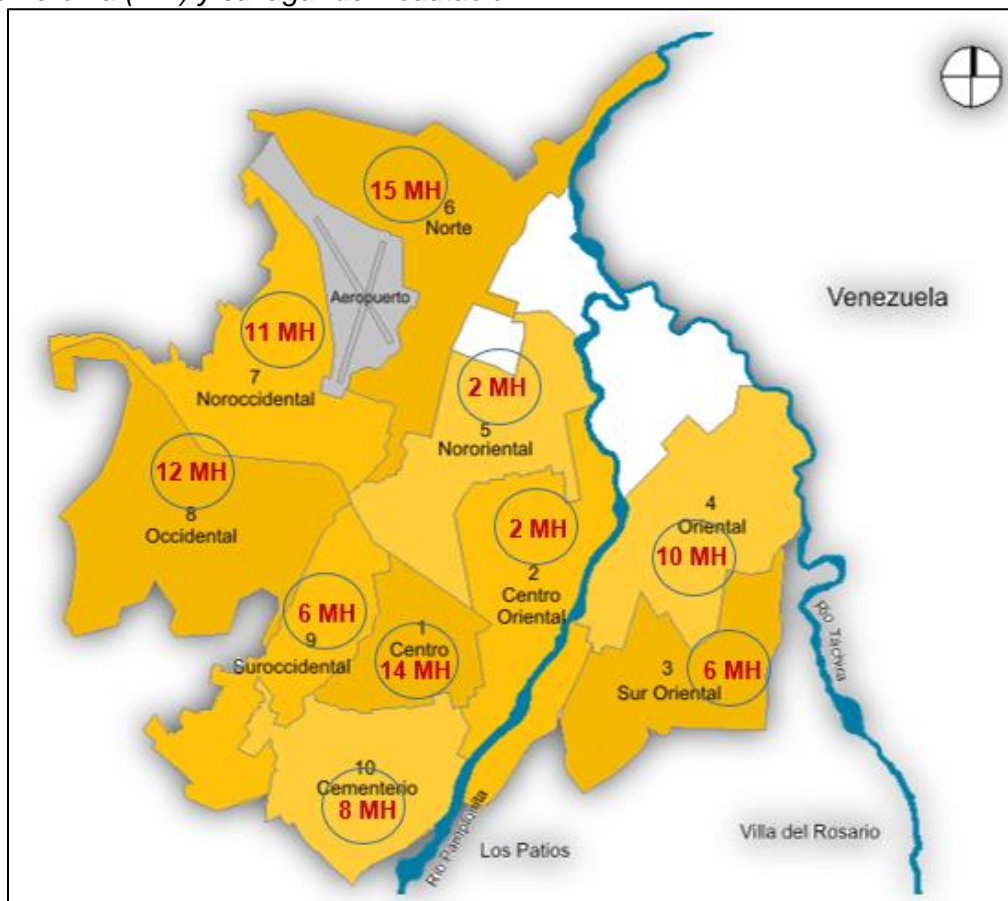 15 MH
6
Norte
Aeropuerto
Venezuela
11 MH
7
Noroccidental
2 MH
5
Nororiental
12 MH
8
Occidental
4
Oriental
10 MH
2 MH
2
Centro
Oriental
6 MH
9
Suroccidental
1
Centro
14 MH
3
Sur Oriental
6 MH
Río Táchira
10
Cementerio
8 MH
Río Pamplonita
Los Patios
Villa del Rosario